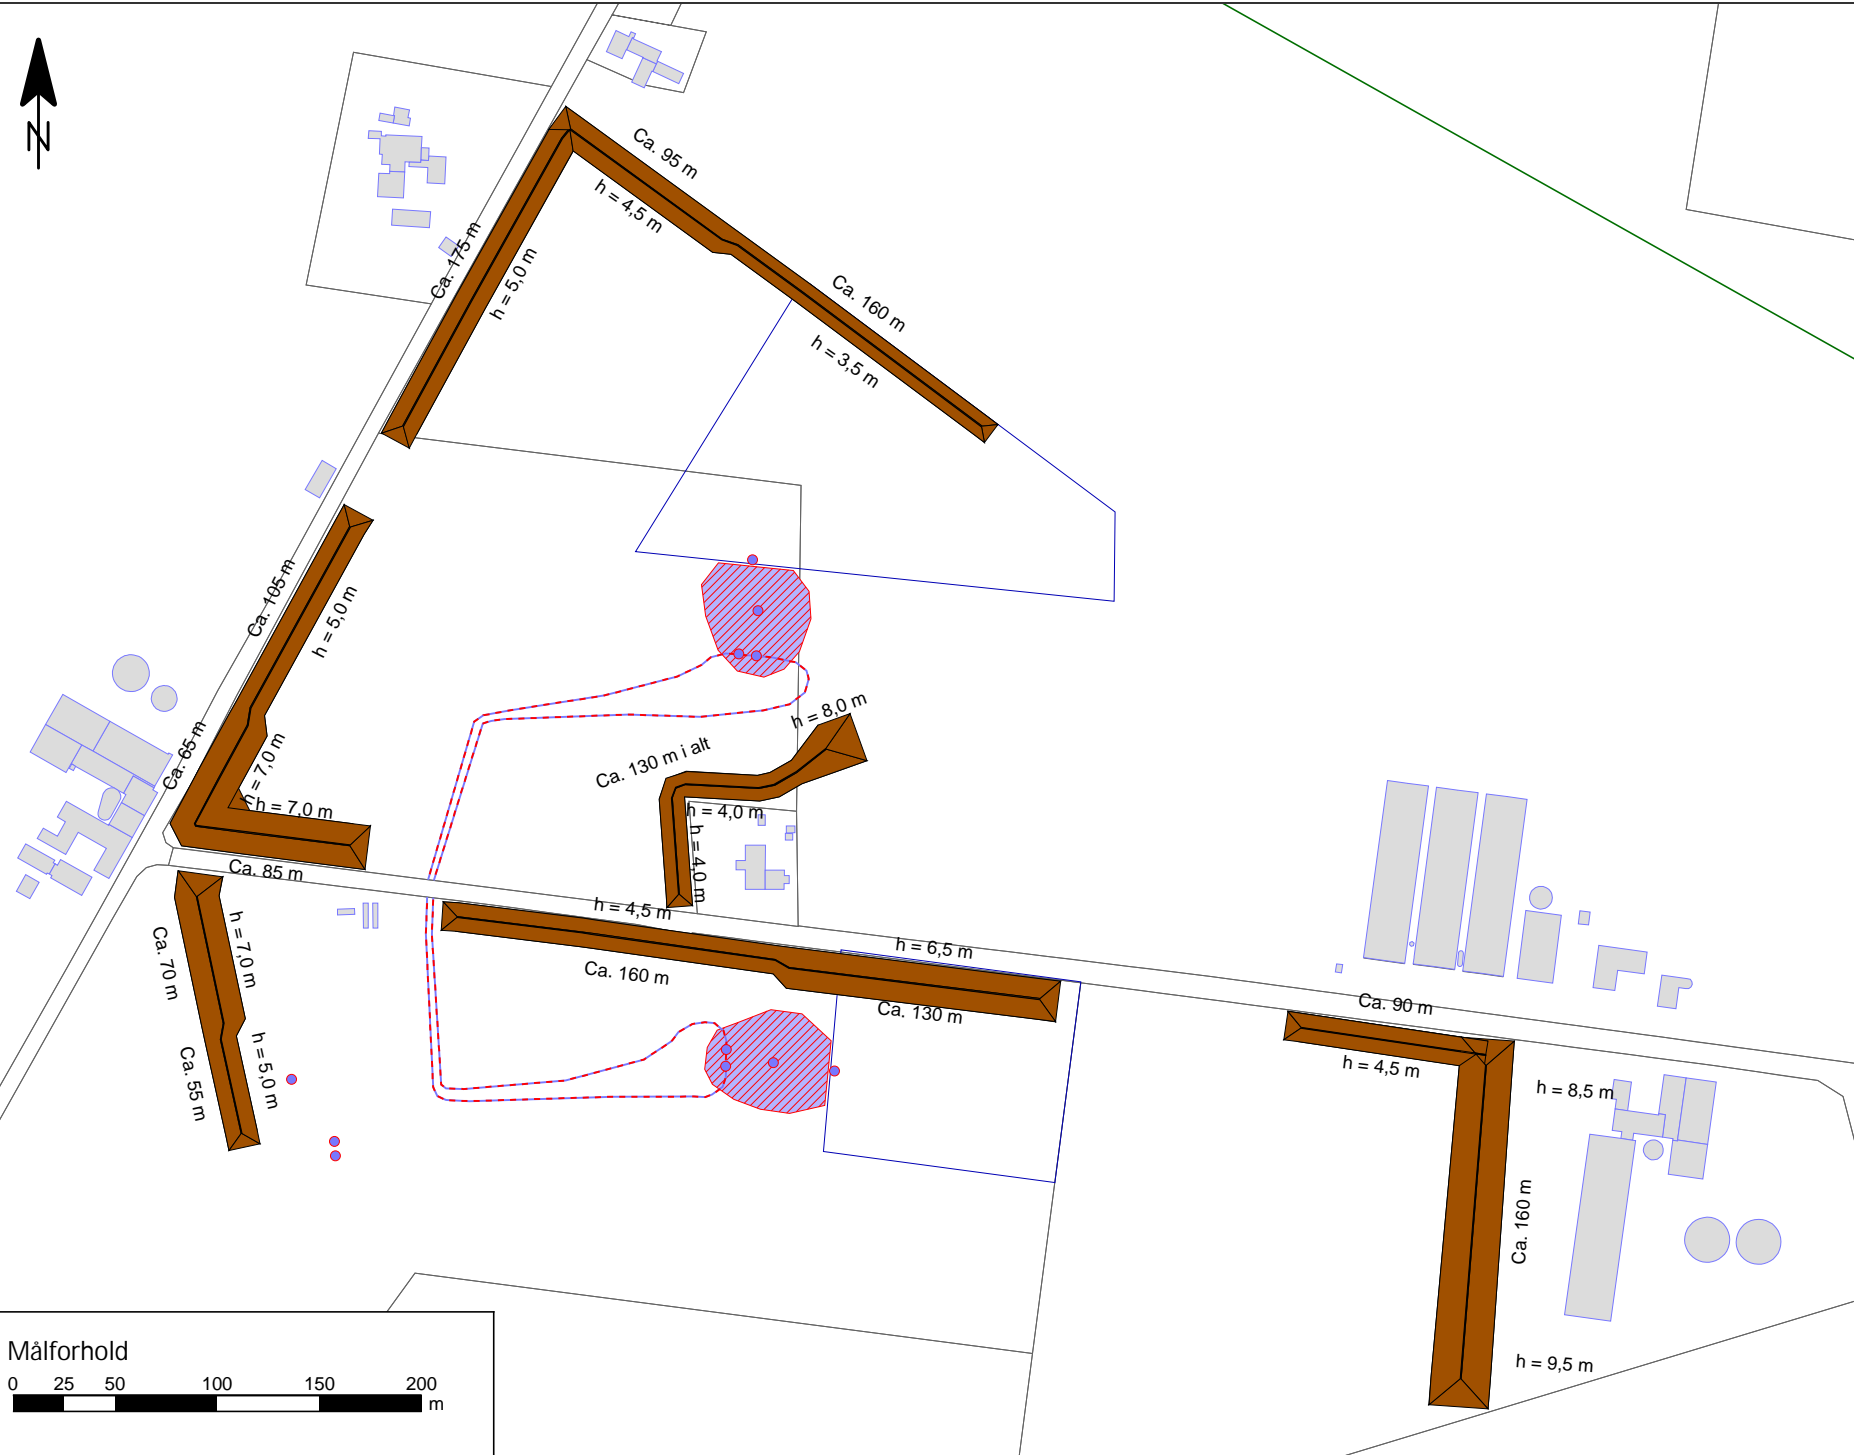 N
Ca. 95 m
h = 4,5 m
Ca. 175 m
h = 5,0 m
Ca. 160 m
h = 3,5 m
Ca. 105 m
h = 5,0 m
Ca. 65 m
h = 7,0 m
h = 7,0 m
Ca. 85 m
h = 8,0 m
Ca. 130 m i alt
h = 4,0 m
h = 4,0 m
h = 4,5 m
Ca. 160 m
h = 6,5 m
Ca. 130 m
h = 7,0 m
Ca. 70 m
h = 5,0 m
Ca. 55 m
Ca. 90 m
h = 4,5 m
h = 8,5 m
Ca. 160 m
h = 9,5 m
Målforhold
0 25 50 100 150 200
m